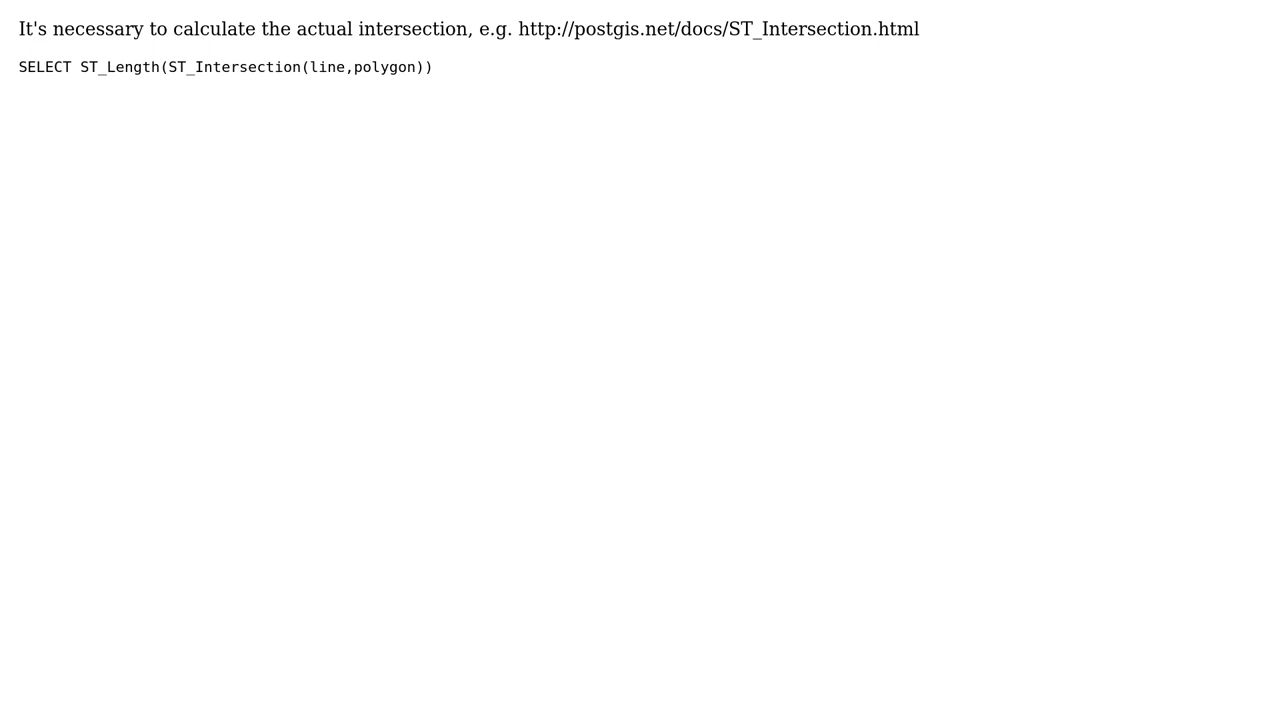 It's necessary to calculate the actual intersection, e.g. http://postgis.net/docs/ST_Intersection.html
SELECT ST_Length(ST_Intersection(line,polygon))